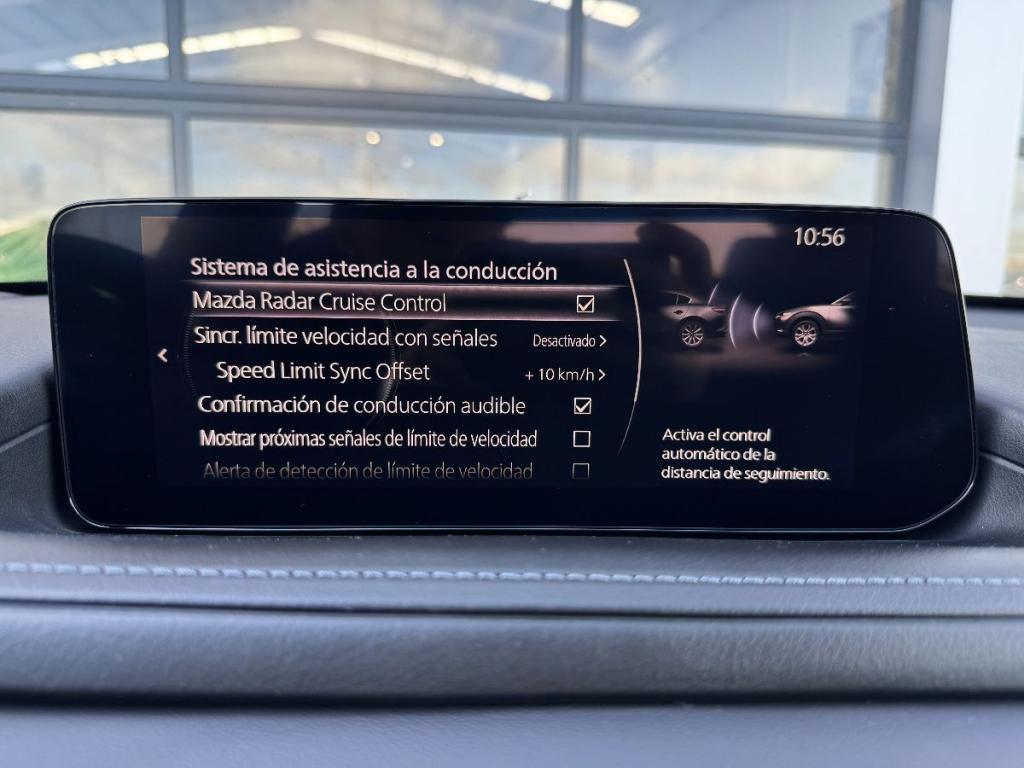 10:56
Sistema de asistencia a la conducción
Mazda Radar Cruise Control
Sincr. límite velocidad con señales Desactivado >
Speed Limit Sync Offset + 10 km/h >
Confirmación de conducción audible
Mostrar próximas señales de límite de velocidad
Alerta de detección de límite de velocidad
Activa el control
automático de la
distancia de seguimiento.